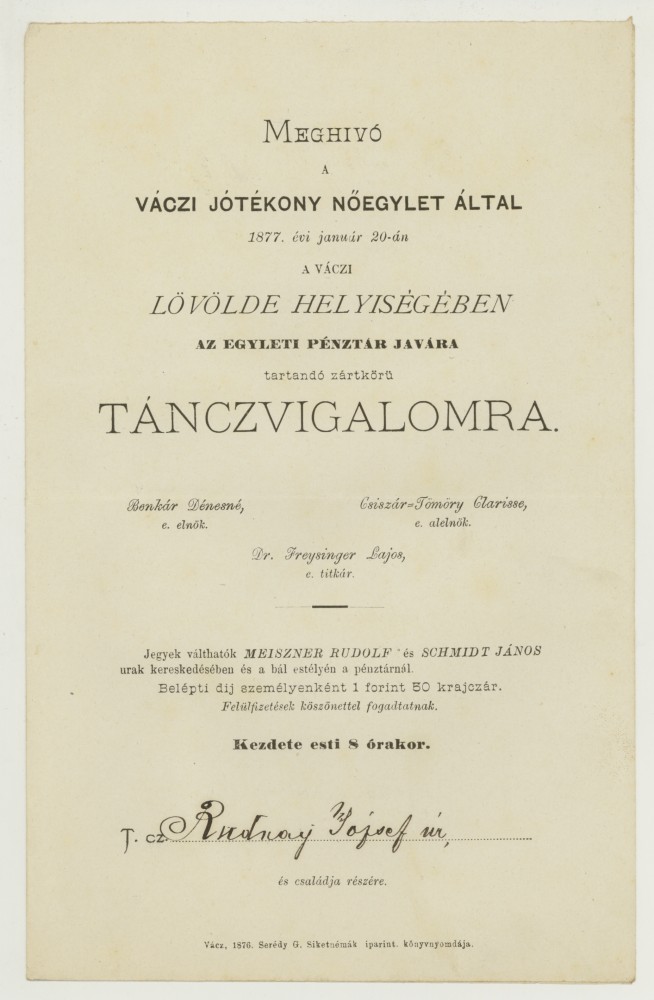 MEGHIVÓ
A
VÁCZI JÓTÉKONY NŐEGYLET ÁLTAL
1877. évi január 20-án
A VÁCZI
LÖVÖLDE HELYISÉGÉBEN
AZ EGYLETI PÉNZTÁR JAVÁRA
tartandó zártkörü
TÁNCZVIGALOMRA.
Benkár Dénesné, Csiszár=Tömöry Clarisse,
e. elnök. e. alelnök.
Dr. Freysinger Lajos,
e. titkár.
Jegyek válthatók MEISZNER RUDOLF és SCHMIDT JÁNOS
urak kereskedésében és a bál estélyén a pénztárnál.
Belépti dij személyenként 1 forint 50 krajczár.
Felülfizetések köszönettel fogadtatnak.
Kezdete esti 8 órakor.
T. cz. Rudnay József úr,
és családja részére.
Vácz, 1876. Serédy G. Siketnémák iparint. könyvnyomdája.